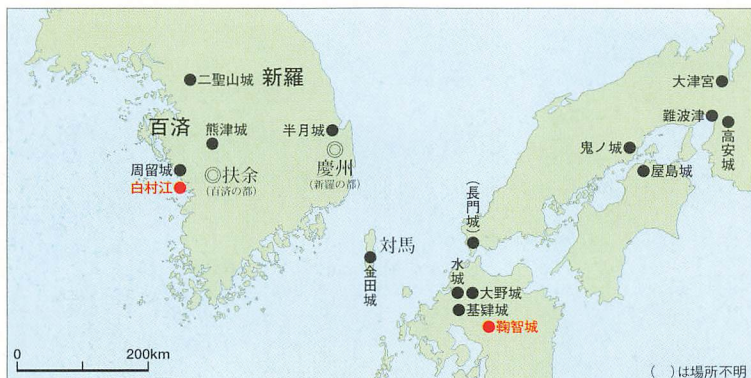 二聖山城
新羅
百済
熊津城
半月城
慶州
(新羅の都)
周留城
扶余
(百済の都)
白村江
対馬
金田城
(長門城)
水城
大野城
基肄城
鞠智城
鬼ノ城
屋島城
大津宮
難波津
高安城
0 200km
( )は場所不明